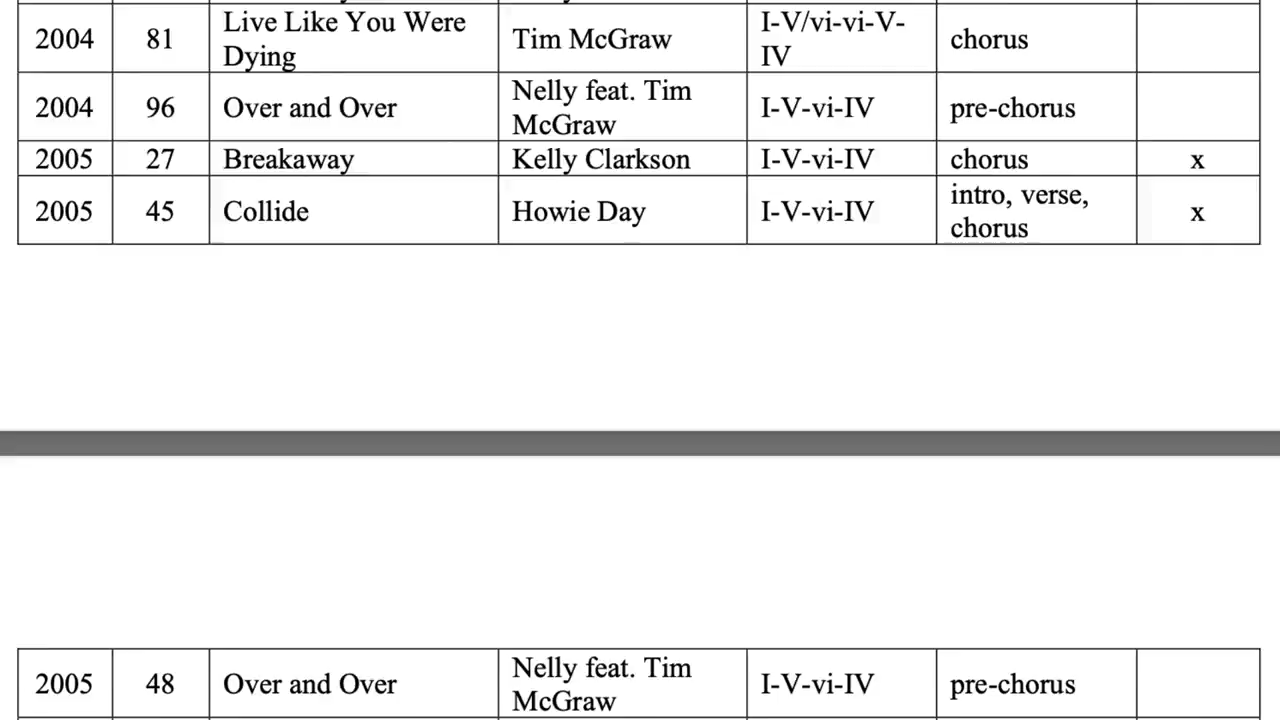 2004 81 Live Like You Were Dying Tim McGraw I-V/vi-vi-V-IV chorus
2004 96 Over and Over Nelly feat. Tim McGraw I-V-vi-IV pre-chorus
2005 27 Breakaway Kelly Clarkson I-V-vi-IV chorus x
2005 45 Collide Howie Day I-V-vi-IV intro, verse, chorus x
2005 48 Over and Over Nelly feat. Tim McGraw I-V-vi-IV pre-chorus